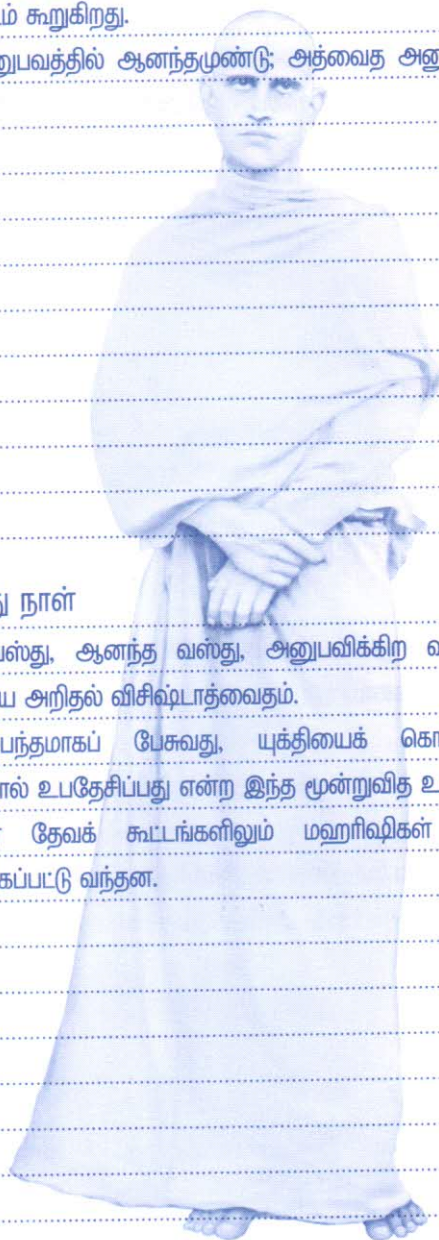 ம் கூறுகிறது.
னுபவத்தில் ஆனந்தமுண்டு; அத்வைத அனு
து நாள்
வஸ்து, ஆனந்த வஸ்து, அனுபவிக்கிற வ
ய அறிதல் விசிஷ்டாத்வைதம்.
பந்தமாகப் பேசுவது, யுக்தியைக் கொ
ால் உபதேசிப்பது என்ற இந்த மூன்றுவித உ
தேவக் கூட்டங்களிலும் மஹரிஷிகள்
கப்பட்டு வந்தன.